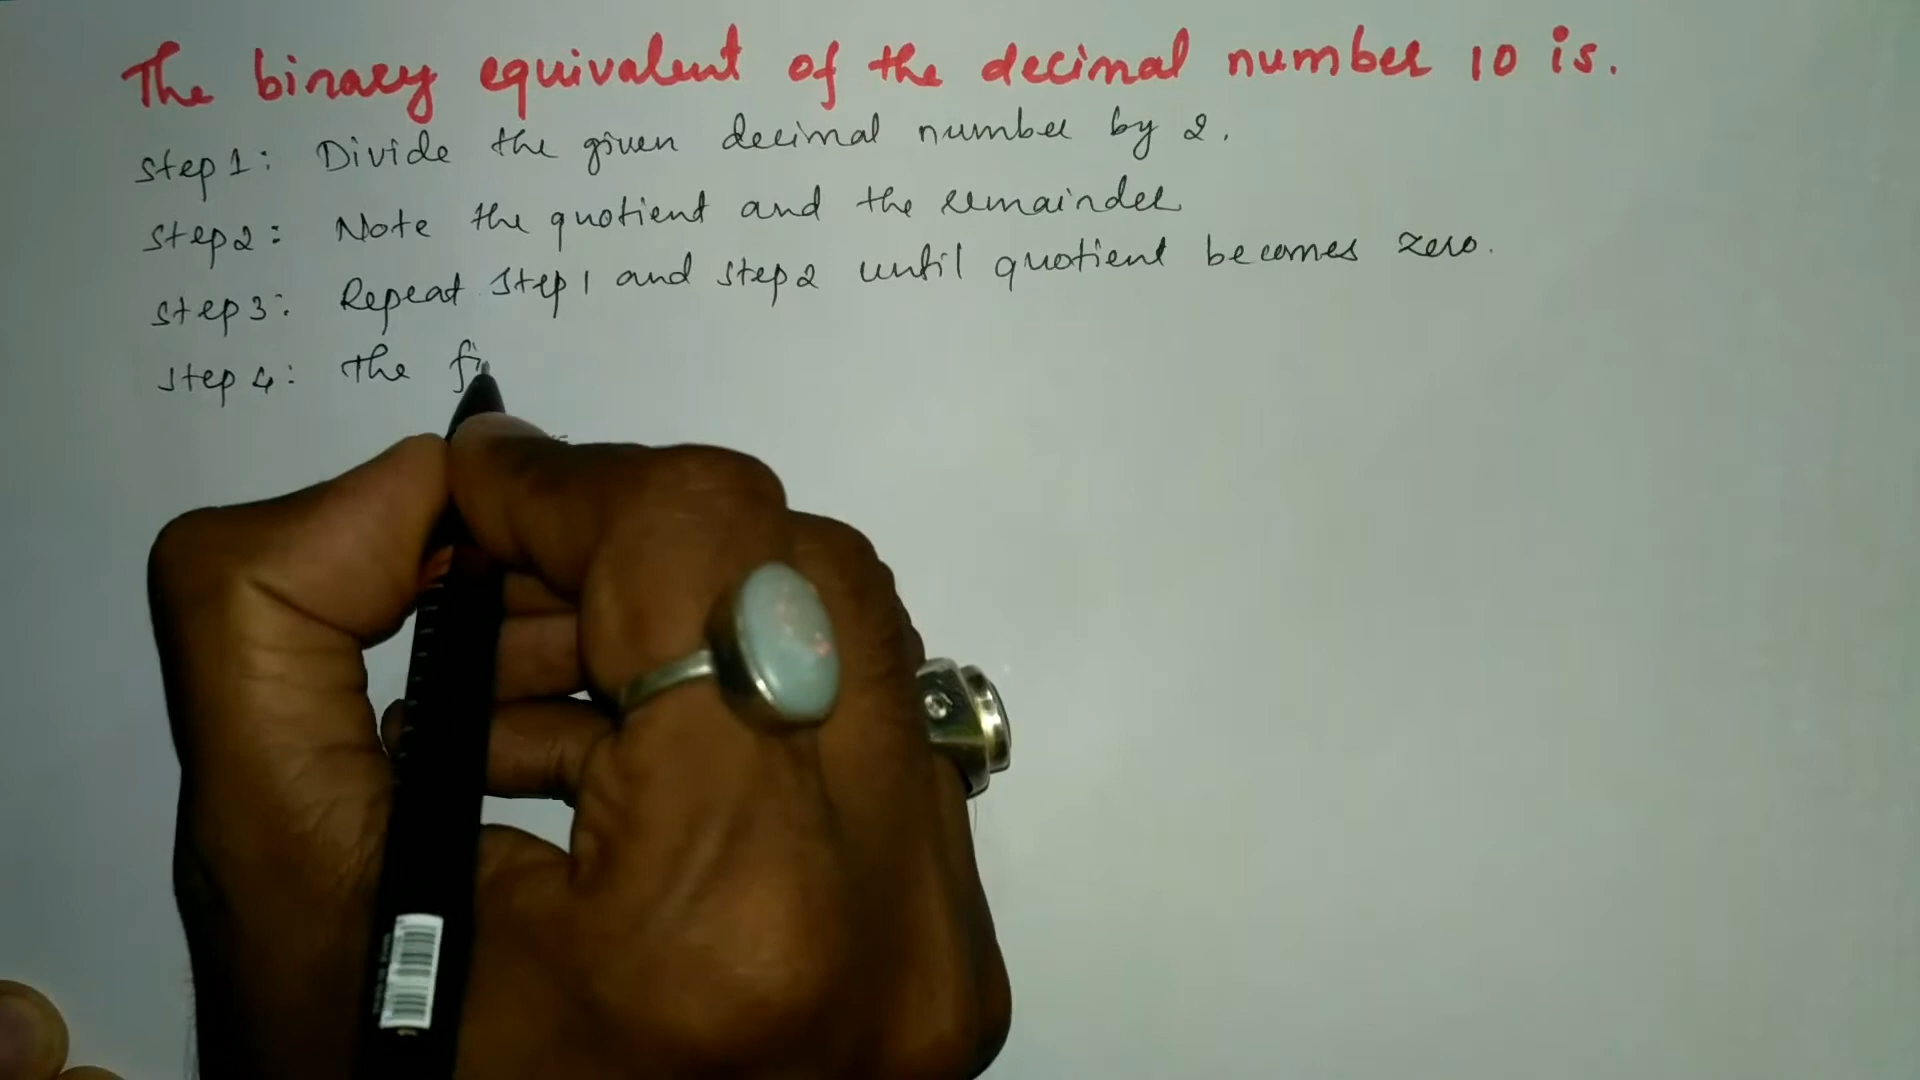 The binary equivalent of the decimal number 10 is.
Step 1: Divide the given decimal number by 2.
Step 2: Note the quotient and the remainder
Step 3: Repeat step 1 and step 2 until quotient becomes zero.
Step 4: The fi